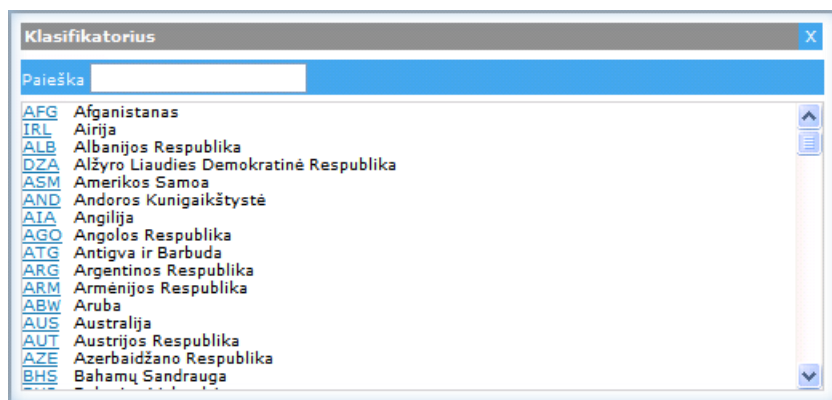 Klasifikatorius X
Paieška
AFG Afganistanas
IRL Airija
ALB Albanijos Respublika
DZA Alžyro Liaudies Demokratinė Respublika
ASM Amerikos Samoa
AND Andoros Kunigaikštystė
AIA Angilija
AGO Angolos Respublika
ATG Antigva ir Barbuda
ARG Argentinos Respublika
ARM Armėnijos Respublika
ABW Aruba
AUS Australija
AUT Austrijos Respublika
AZE Azerbaidžano Respublika
BHS Bahamų Sandrauga